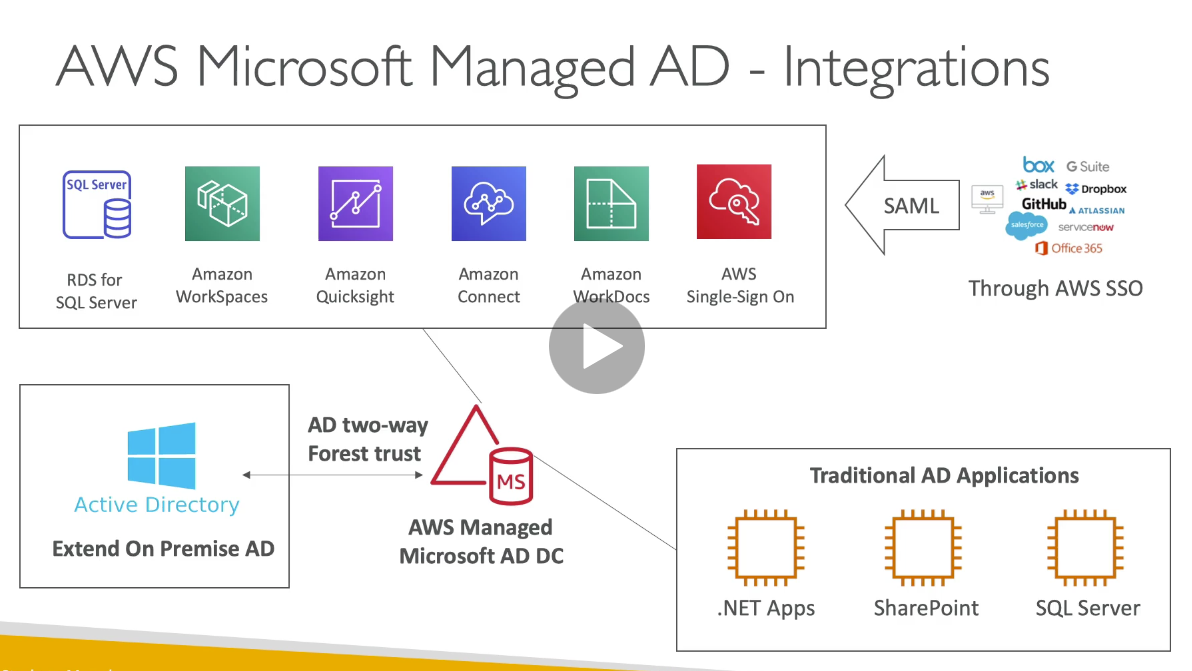 AWS Microsoft Managed AD - Integrations
SQL Server
RDS for
SQL Server
Amazon
WorkSpaces
Amazon
Quicksight
Amazon
Connect
Amazon
WorkDocs
AWS
Single-Sign On
SAML
aws
box
G Suite
slack
Dropbox
GitHub
ATLASSIAN
salesforce
servicenow
Office 365
Through AWS SSO
Active Directory
Extend On Premise AD
AD two-way
Forest trust
MS
AWS Managed
Microsoft AD DC
Traditional AD Applications
.NET Apps
SharePoint
SQL Server